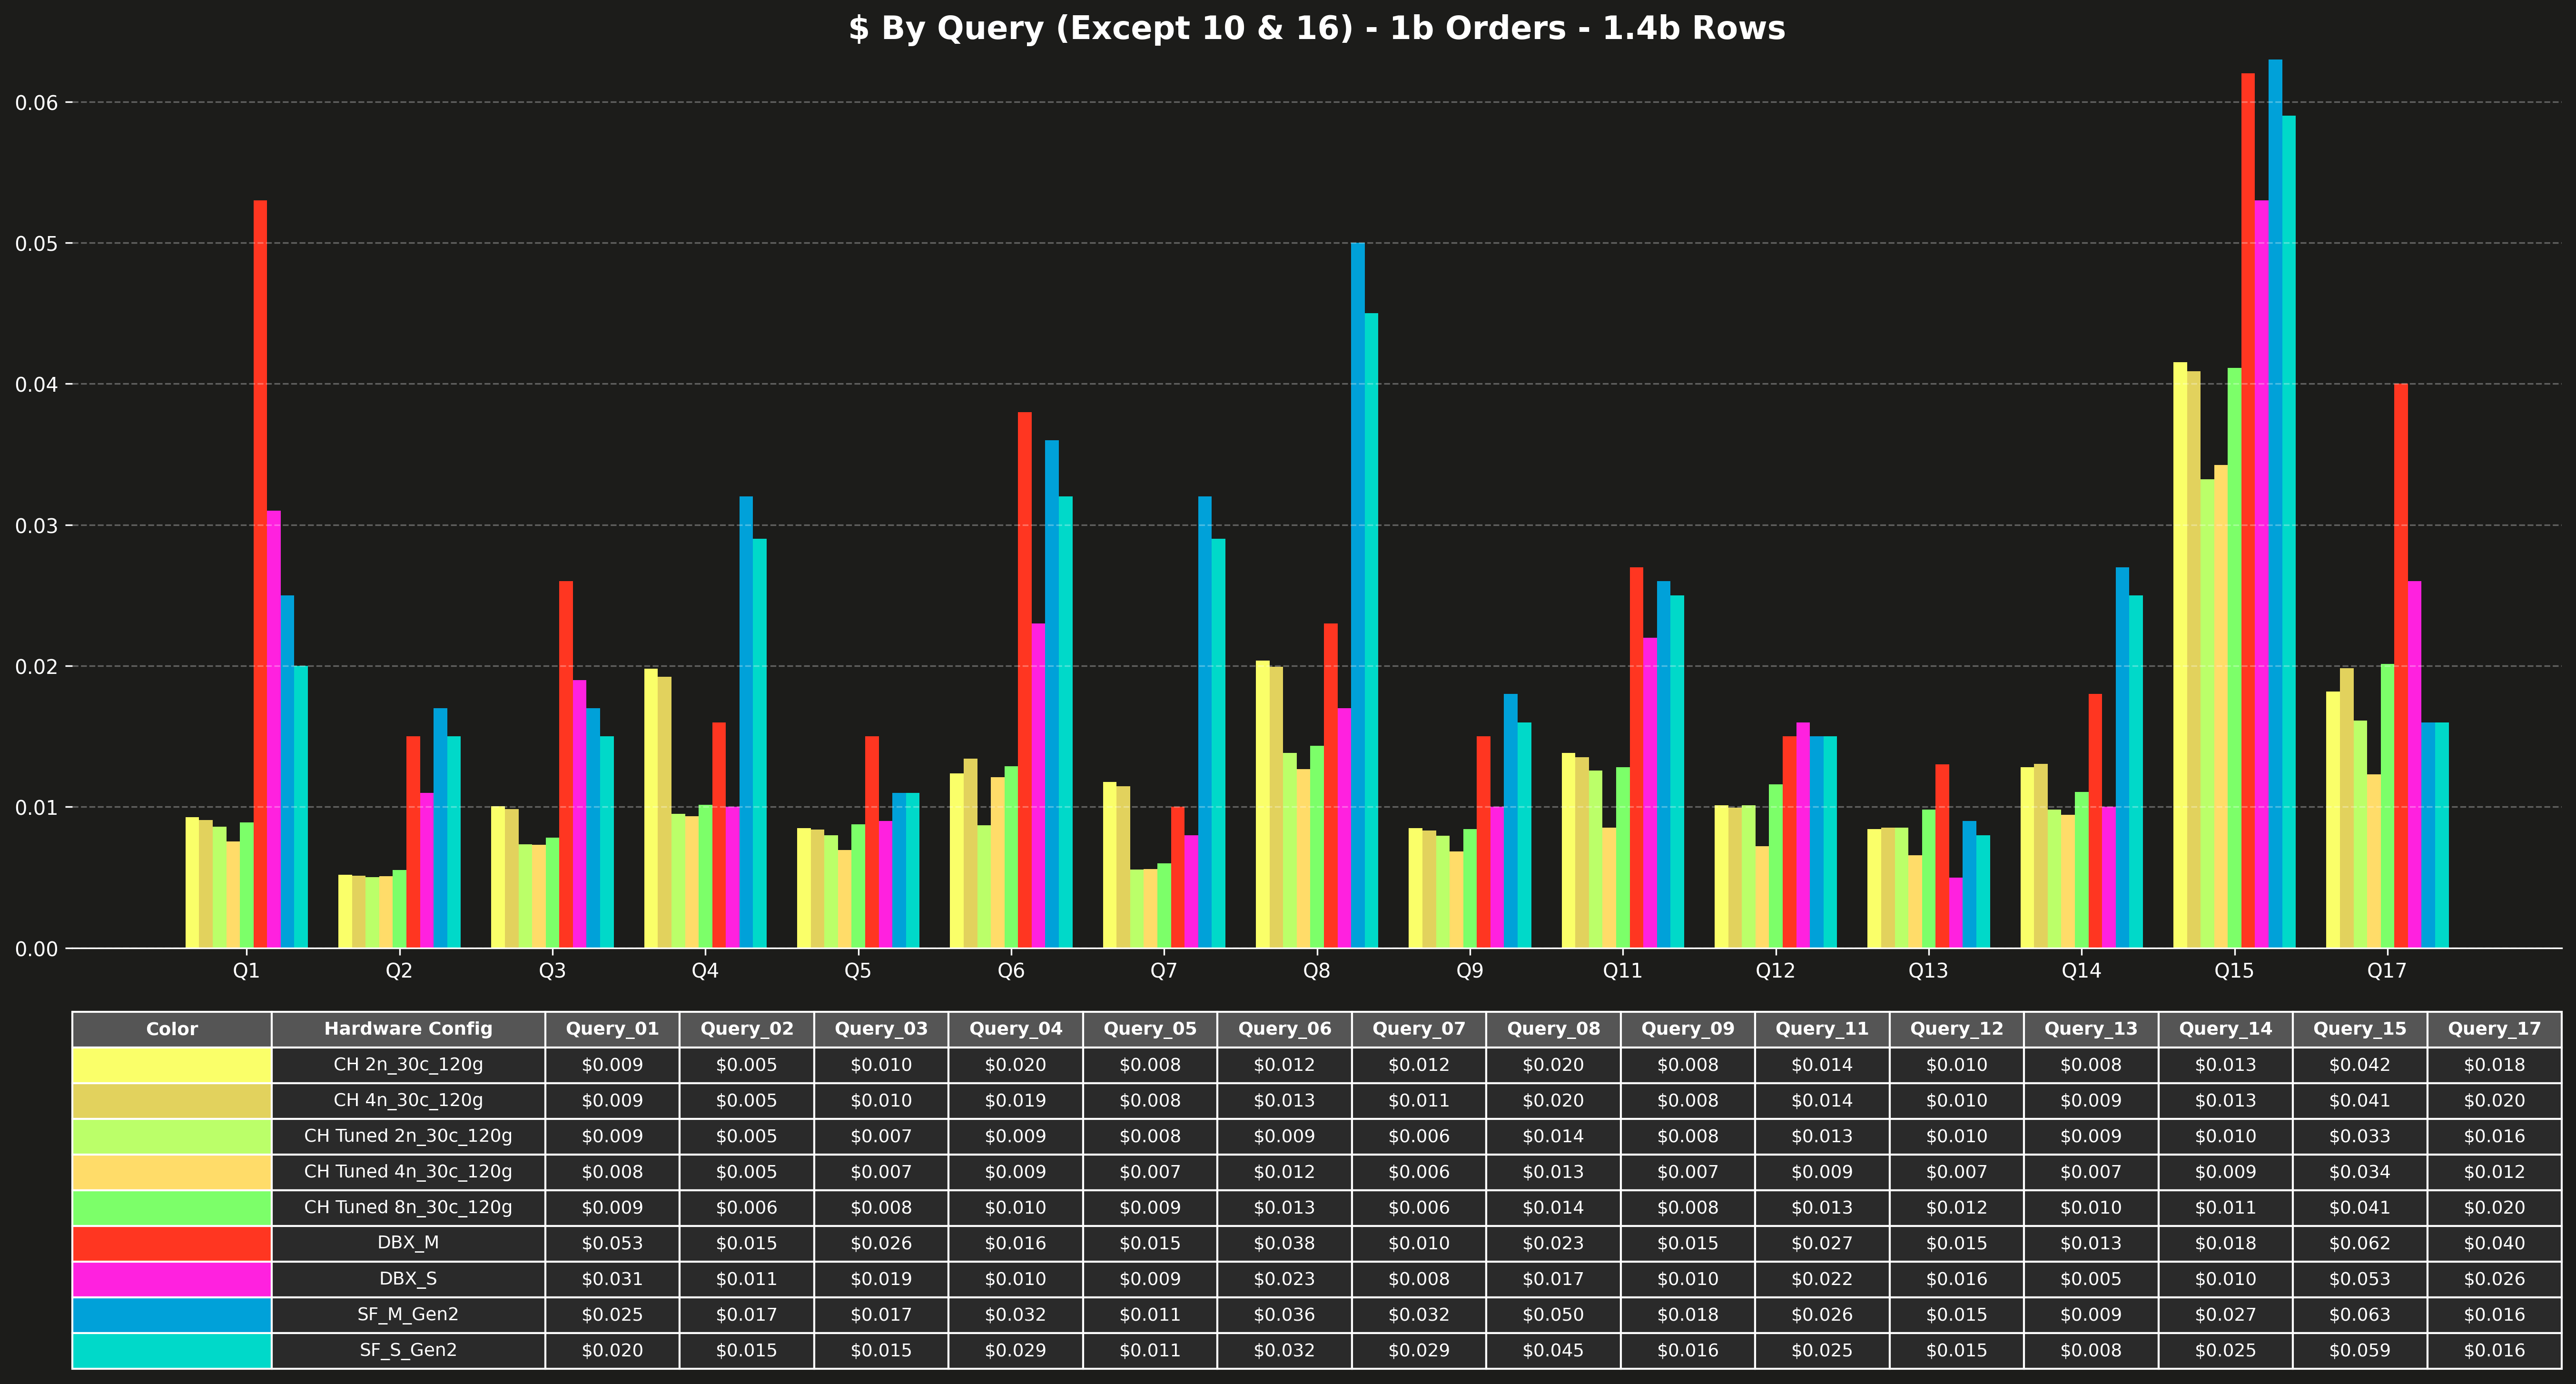 $ By Query (Except 10 & 16) - 1b Orders - 1.4b Rows
0.06
0.05
0.04
0.03
0.02
0.01
0.00
Q1 Q2 Q3 Q4 Q5 Q6 Q7 Q8 Q9 Q11 Q12 Q13 Q14 Q15 Q17
Color Hardware Config Query_01 Query_02 Query_03 Query_04 Query_05 Query_06 Query_07 Query_08 Query_09 Query_11 Query_12 Query_13 Query_14 Query_15 Query_17
CH 2n_30c_120g $0.009 $0.005 $0.010 $0.020 $0.008 $0.012 $0.012 $0.020 $0.008 $0.014 $0.010 $0.008 $0.013 $0.042 $0.018
CH 4n_30c_120g $0.009 $0.005 $0.010 $0.019 $0.008 $0.013 $0.011 $0.020 $0.008 $0.014 $0.010 $0.009 $0.013 $0.041 $0.020
CH Tuned 2n_30c_120g $0.009 $0.005 $0.007 $0.009 $0.008 $0.009 $0.006 $0.014 $0.008 $0.013 $0.010 $0.009 $0.010 $0.033 $0.016
CH Tuned 4n_30c_120g $0.008 $0.005 $0.007 $0.009 $0.007 $0.012 $0.006 $0.013 $0.007 $0.009 $0.007 $0.007 $0.009 $0.034 $0.012
CH Tuned 8n_30c_120g $0.009 $0.006 $0.008 $0.010 $0.009 $0.013 $0.006 $0.014 $0.008 $0.013 $0.012 $0.010 $0.011 $0.041 $0.020
DBX_M $0.053 $0.015 $0.026 $0.016 $0.015 $0.038 $0.010 $0.023 $0.015 $0.027 $0.015 $0.013 $0.018 $0.062 $0.040
DBX_S $0.031 $0.011 $0.019 $0.010 $0.009 $0.023 $0.008 $0.017 $0.010 $0.022 $0.016 $0.005 $0.010 $0.053 $0.026
SF_M_Gen2 $0.025 $0.017 $0.017 $0.032 $0.011 $0.036 $0.032 $0.050 $0.018 $0.026 $0.015 $0.009 $0.027 $0.063 $0.016
SF_S_Gen2 $0.020 $0.015 $0.015 $0.029 $0.011 $0.032 $0.029 $0.045 $0.016 $0.025 $0.015 $0.008 $0.025 $0.059 $0.016